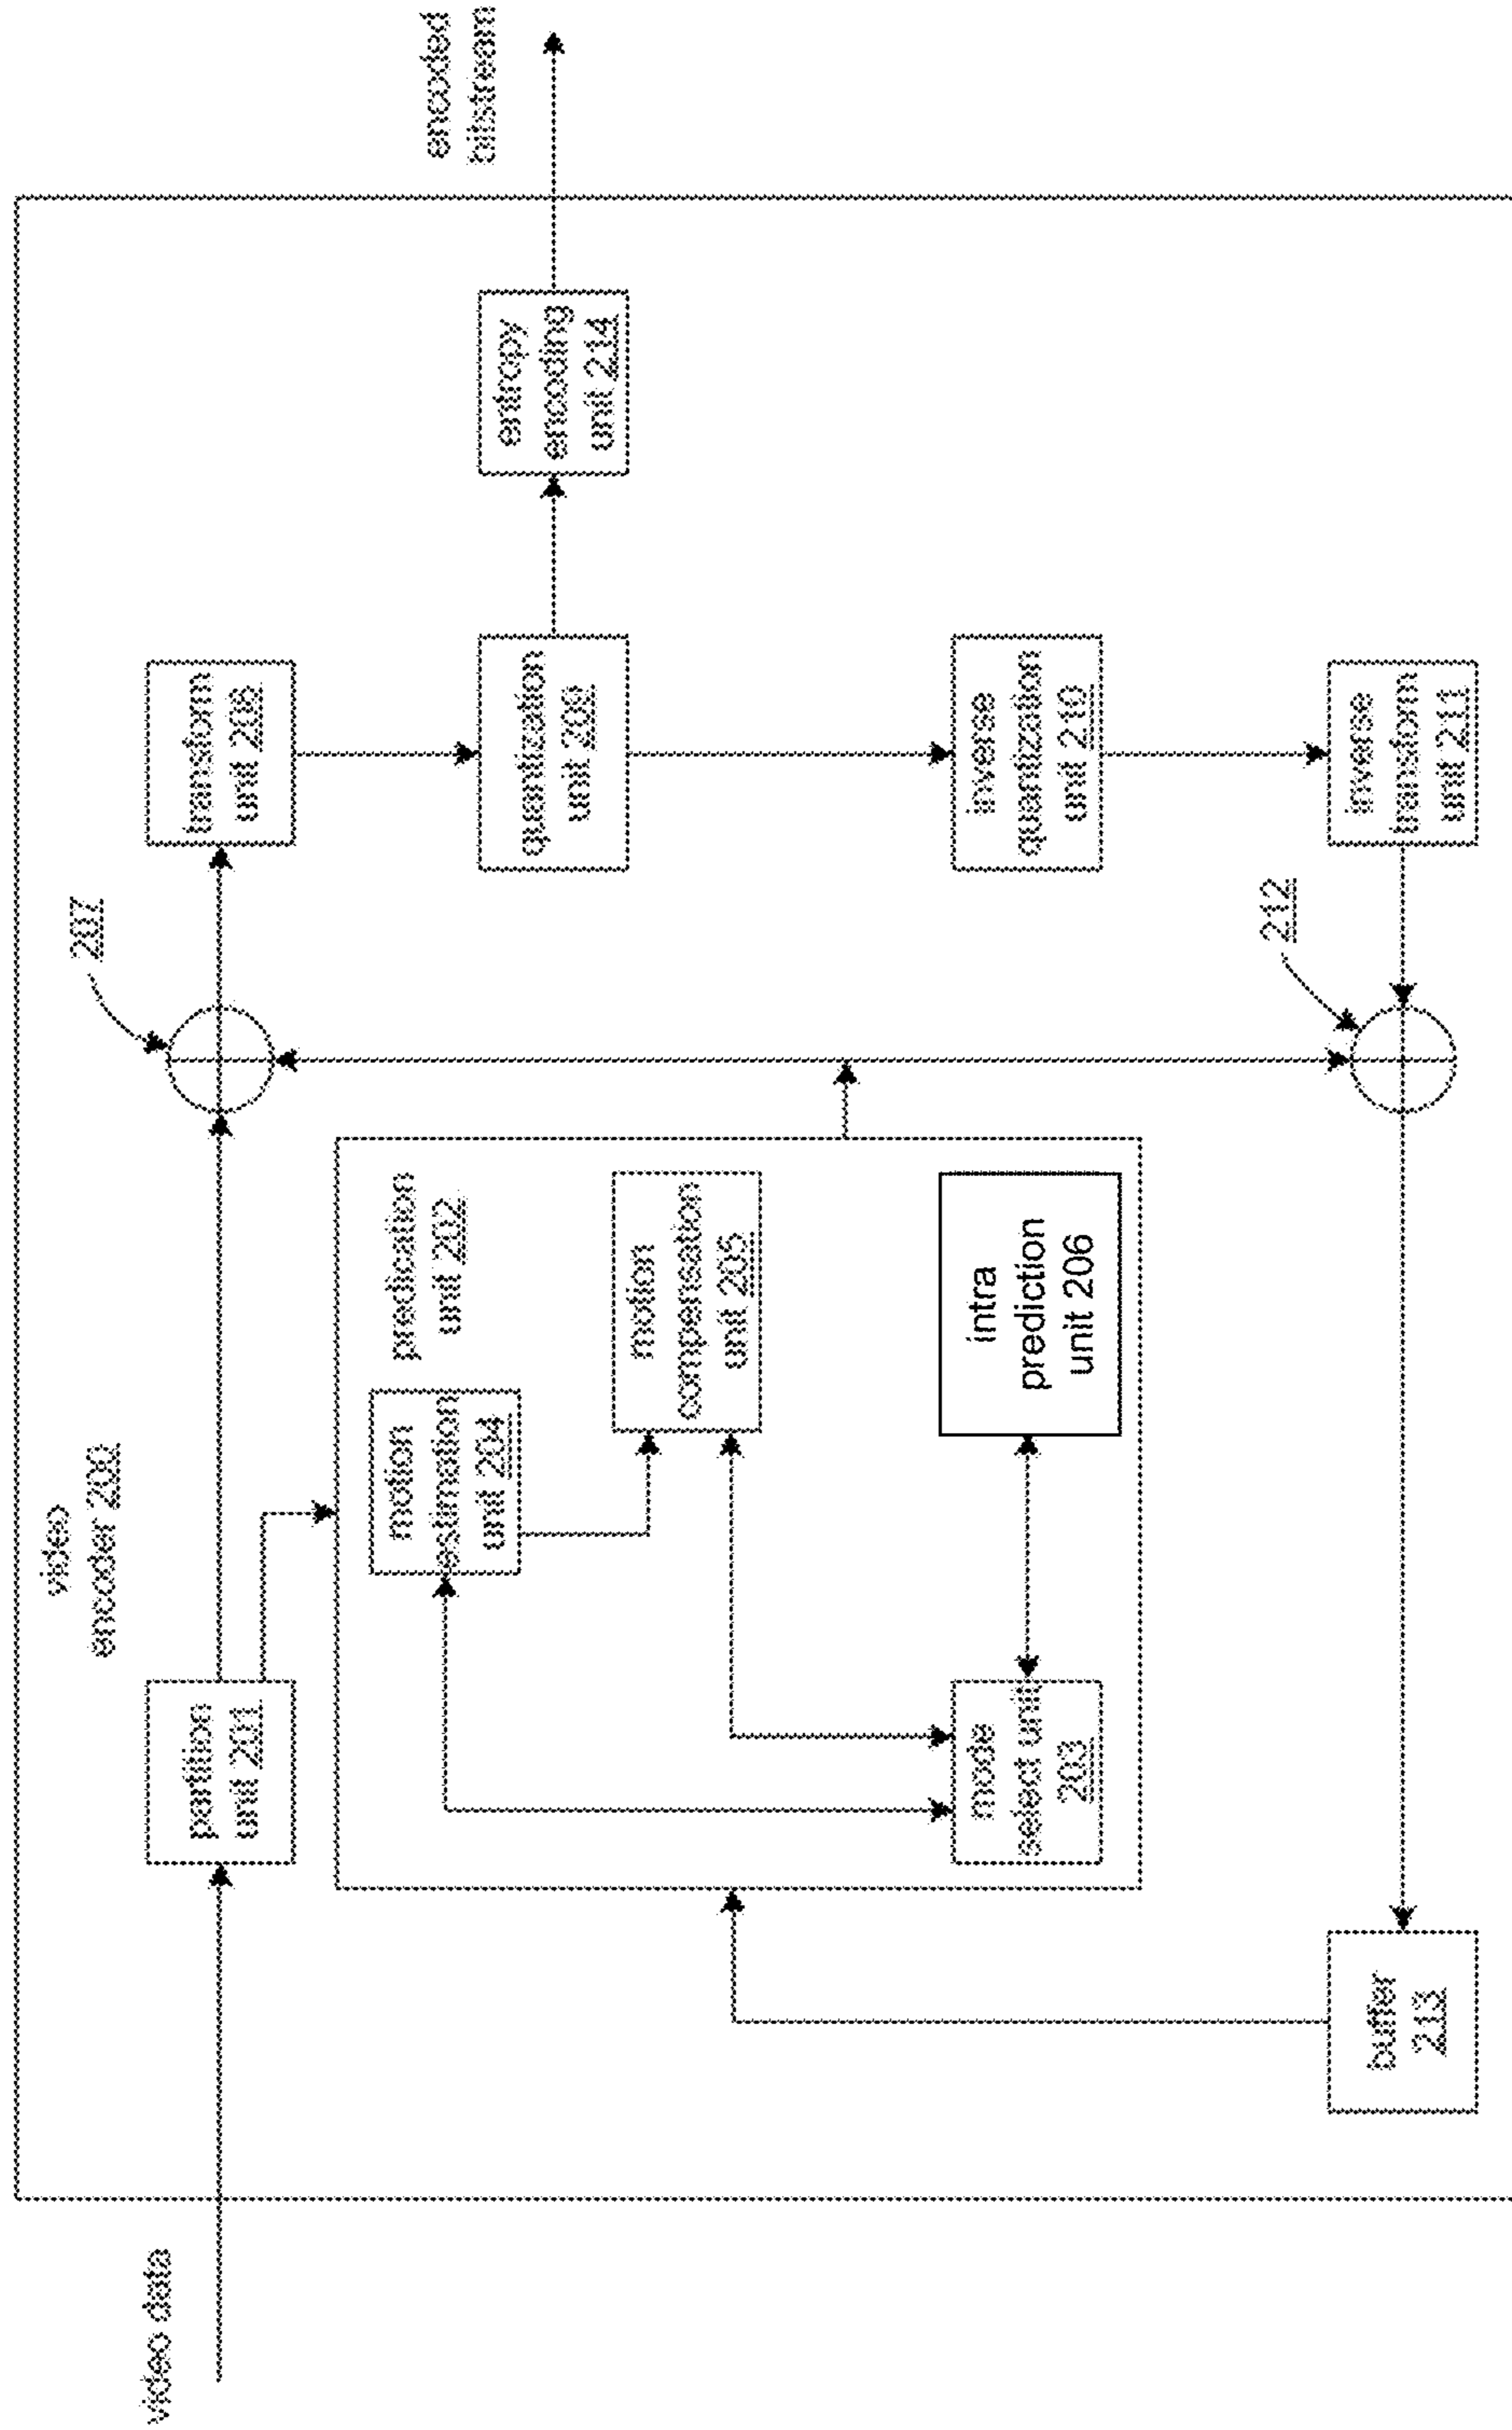 video data
video
encoder 200
partition
unit 201
207
transform
unit 208
predication
unit 202
motion
estimation
unit 204
quantization
unit 209
entropy
encoding
unit 214
encoded
bitstream
motion
compensation
unit 205
mode
select unit
203
intra
prediction
unit 206
inverse
quantization
unit 210
212
buffer
213
inverse
transform
unit 211